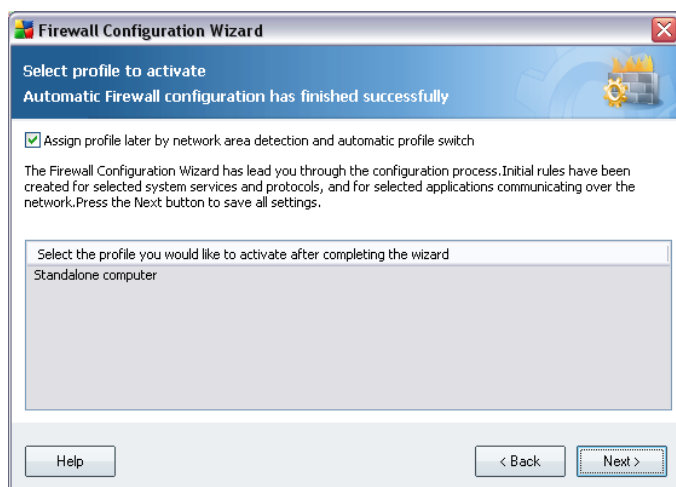 Firewall Configuration Wizard
Select profile to activate
Automatic Firewall configuration has finished successfully
Assign profile later by network area detection and automatic profile switch
The Firewall Configuration Wizard has lead you through the configuration process.Initial rules have been
created for selected system services and protocols, and for selected applications communicating over the
network.Press the Next button to save all settings.
Select the profile you would like to activate after completing the wizard
Standalone computer
Help
< Back
Next >